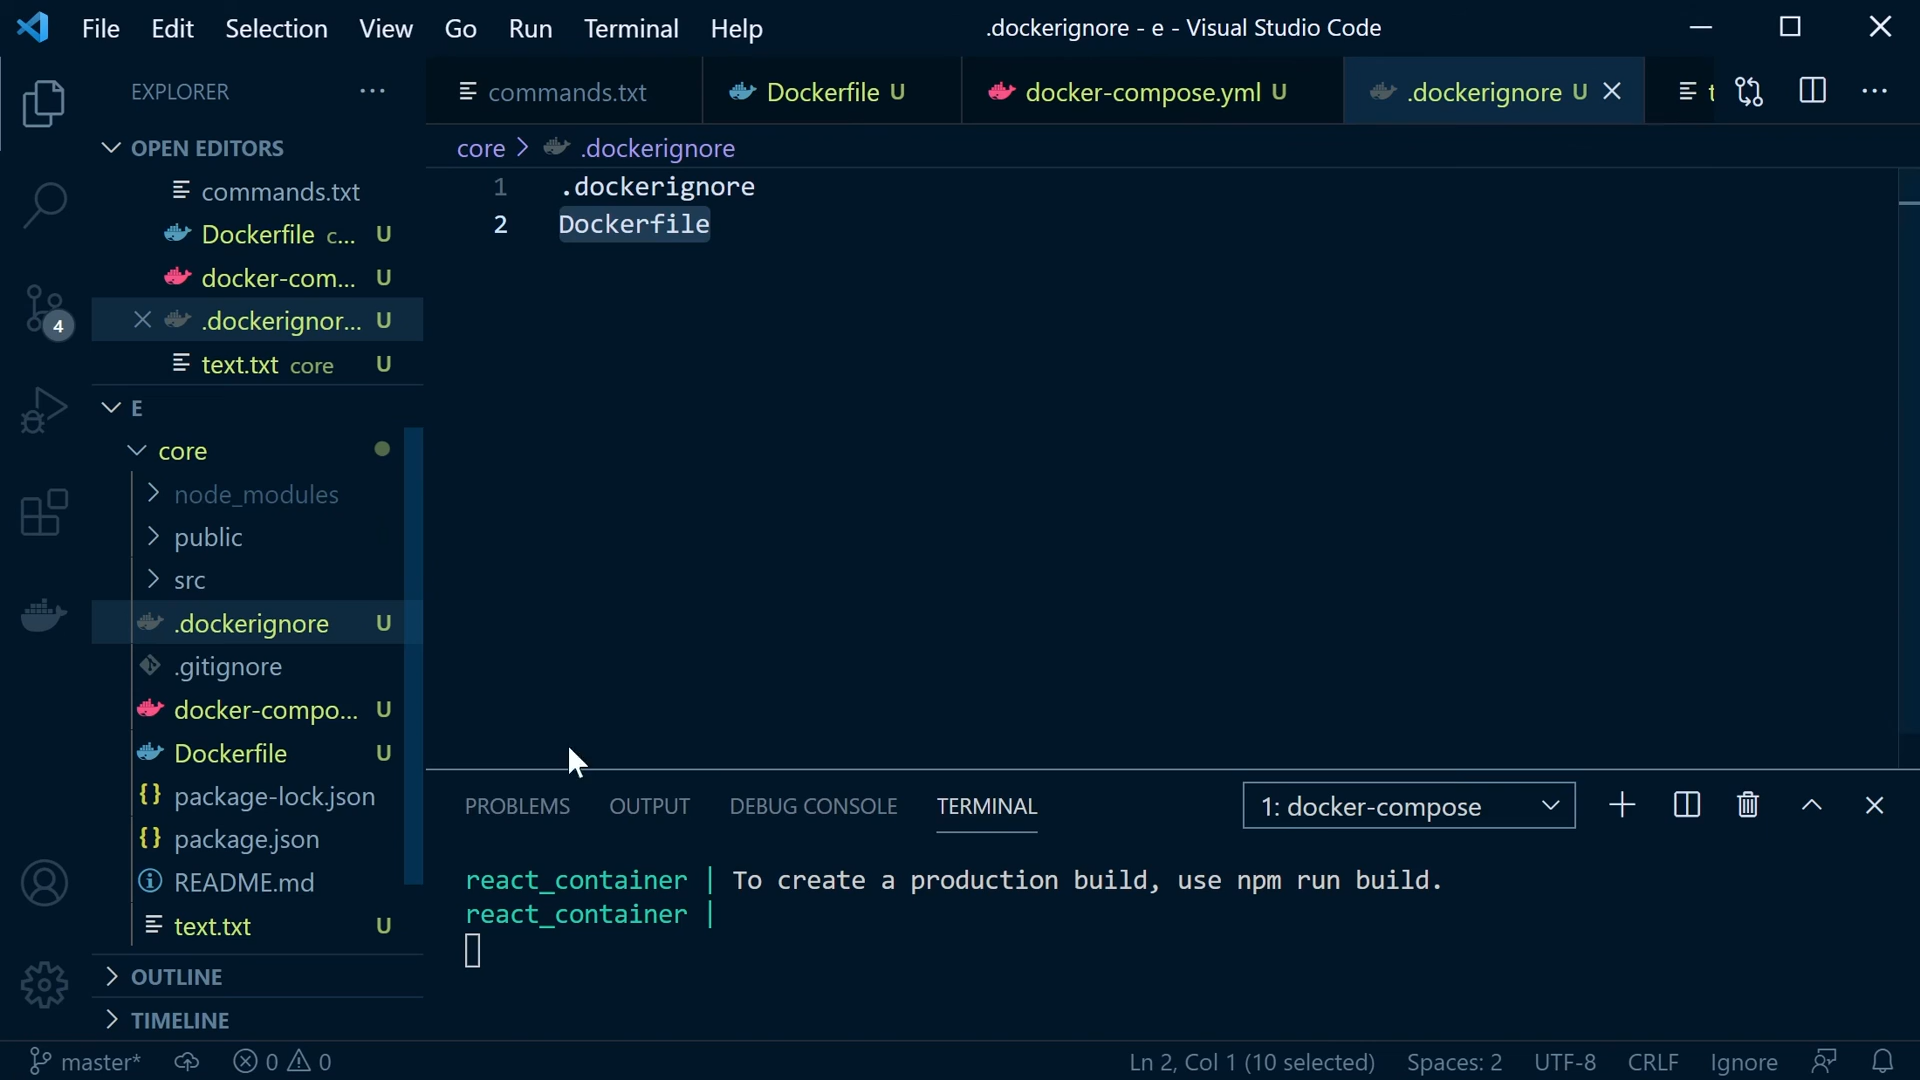 File Edit Selection View Go Run Terminal Help
.dockerignore - e - Visual Studio Code
EXPLORER
OPEN EDITORS
commands.txt
Dockerfile c... U
docker-com... U
.dockerignor... U
text.txt core U
E
core
node_modules
public
src
.dockerignore U
.gitignore
docker-compo... U
Dockerfile U
package-lock.json
package.json
README.md
text.txt U
OUTLINE
TIMELINE
4
commands.txt Dockerfile U docker-compose.yml U .dockerignore U t
core > .dockerignore
1 .dockerignore
2 Dockerfile
PROBLEMS OUTPUT DEBUG CONSOLE TERMINAL 1: docker-compose
react_container | To create a production build, use npm run build.
react_container |
master* 0 0 Ln 2, Col 1 (10 selected) Spaces: 2 UTF-8 CRLF Ignore